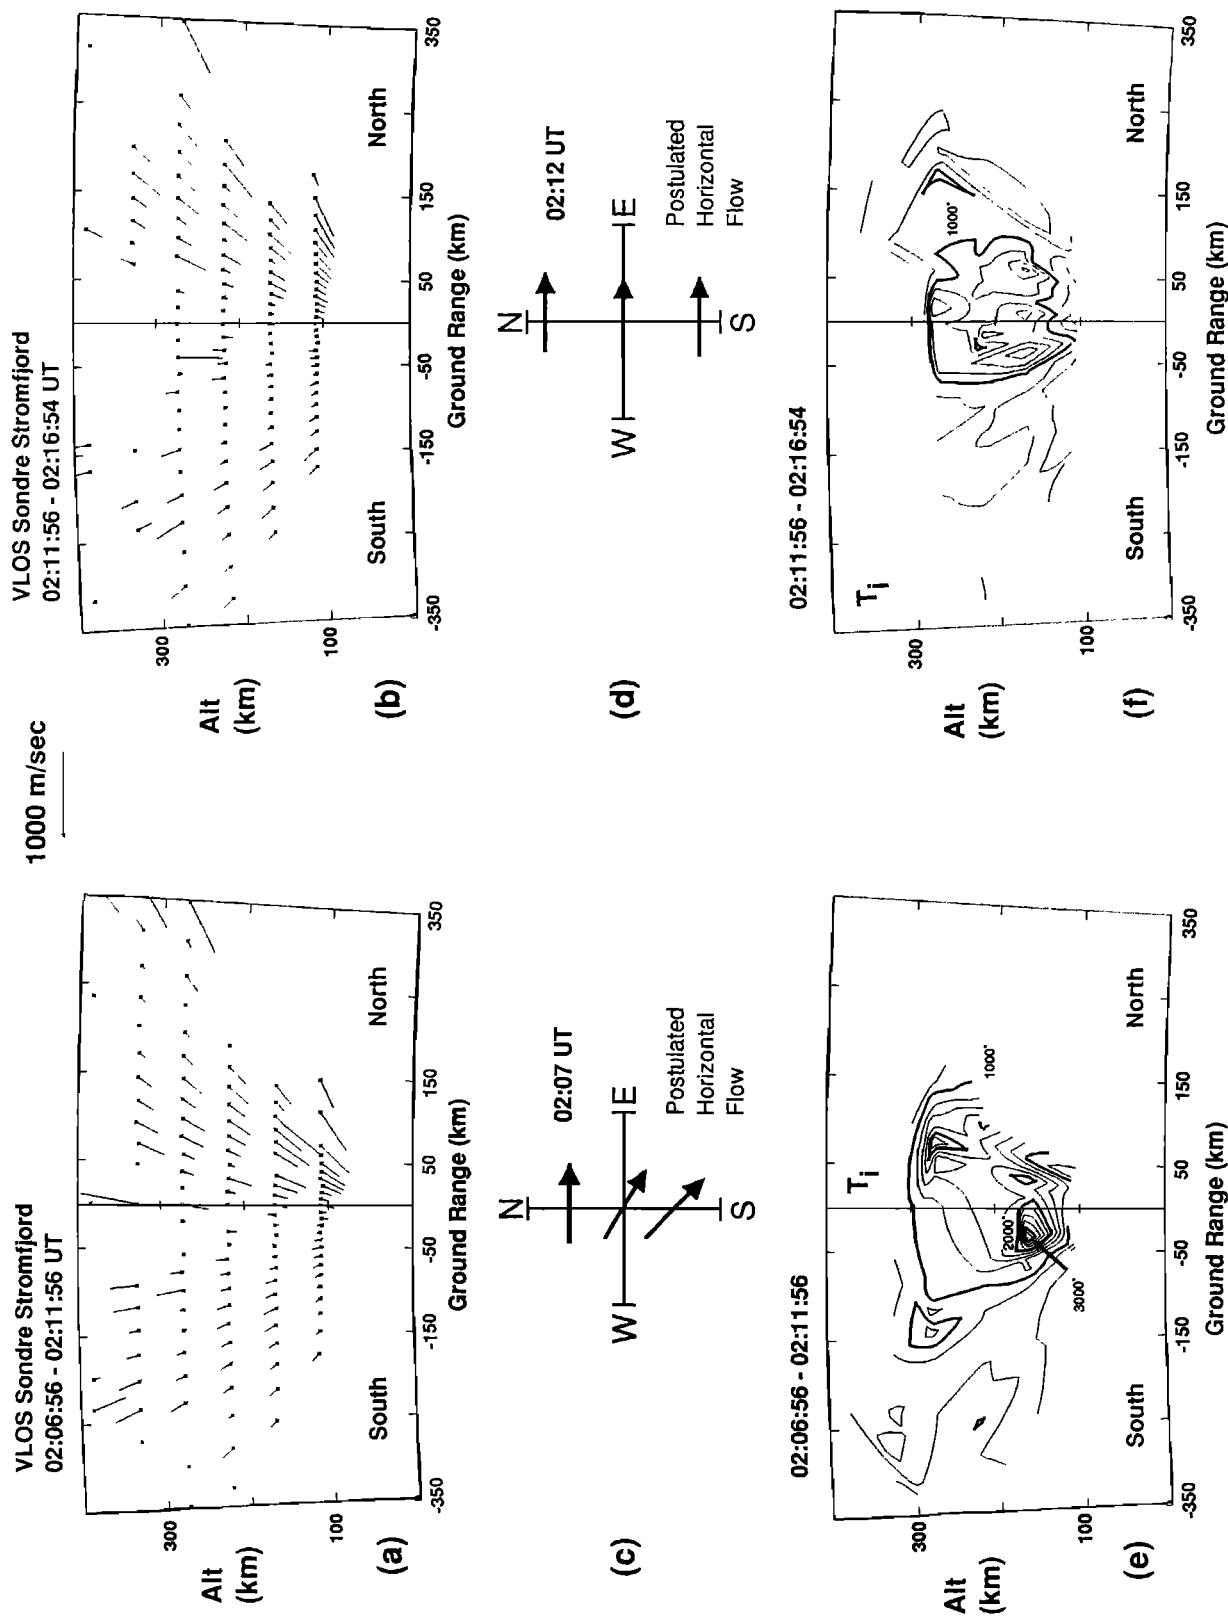 1000 m/sec
VLOS Sondre Stromfjord
02:06:56 - 02:11:56 UT
Alt
(km)
300
100
South
North
-350
-150
-50
50
150
350
Ground Range (km)
(a)
VLOS Sondre Stromfjord
02:11:56 - 02:16:54 UT
Alt
(km)
300
100
South
North
-350
-150
-50
50
150
350
Ground Range (km)
(b)
(c)
N
W
E
S
02:07 UT
Postulated
Horizontal
Flow
(d)
N
W
E
S
02:12 UT
Postulated
Horizontal
Flow
02:06:56 - 02:11:56
Ti
Alt
(km)
300
100
1000°
2000°
3000°
South
North
-350
-150
-50
50
150
350
Ground Range (km)
(e)
02:11:56 - 02:16:54
Ti
Alt
(km)
300
100
1000°
South
North
-350
-150
-50
50
150
350
Ground Range (km)
(f)